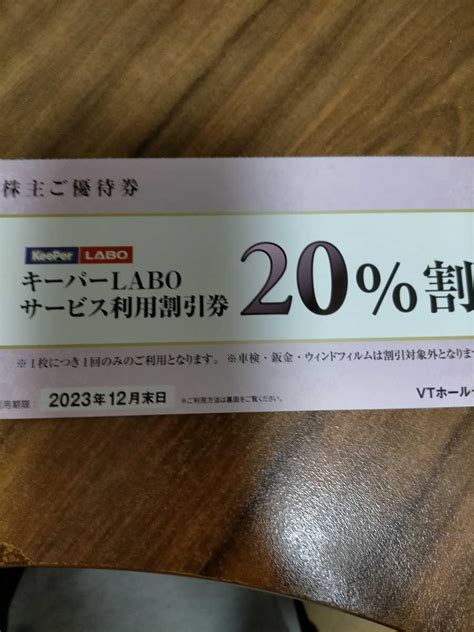 株主ご優待券
KeePer LABO
キーパーLABO
サービス利用割引券
20%割
※1枚につき1回のみのご利用となります。 ※車検・鈑金・ウィンドフィルムは割引対象外となりま
用期限: 2023年12月末日 ※ご利用方法は裏面をご覧ください。
VTホール